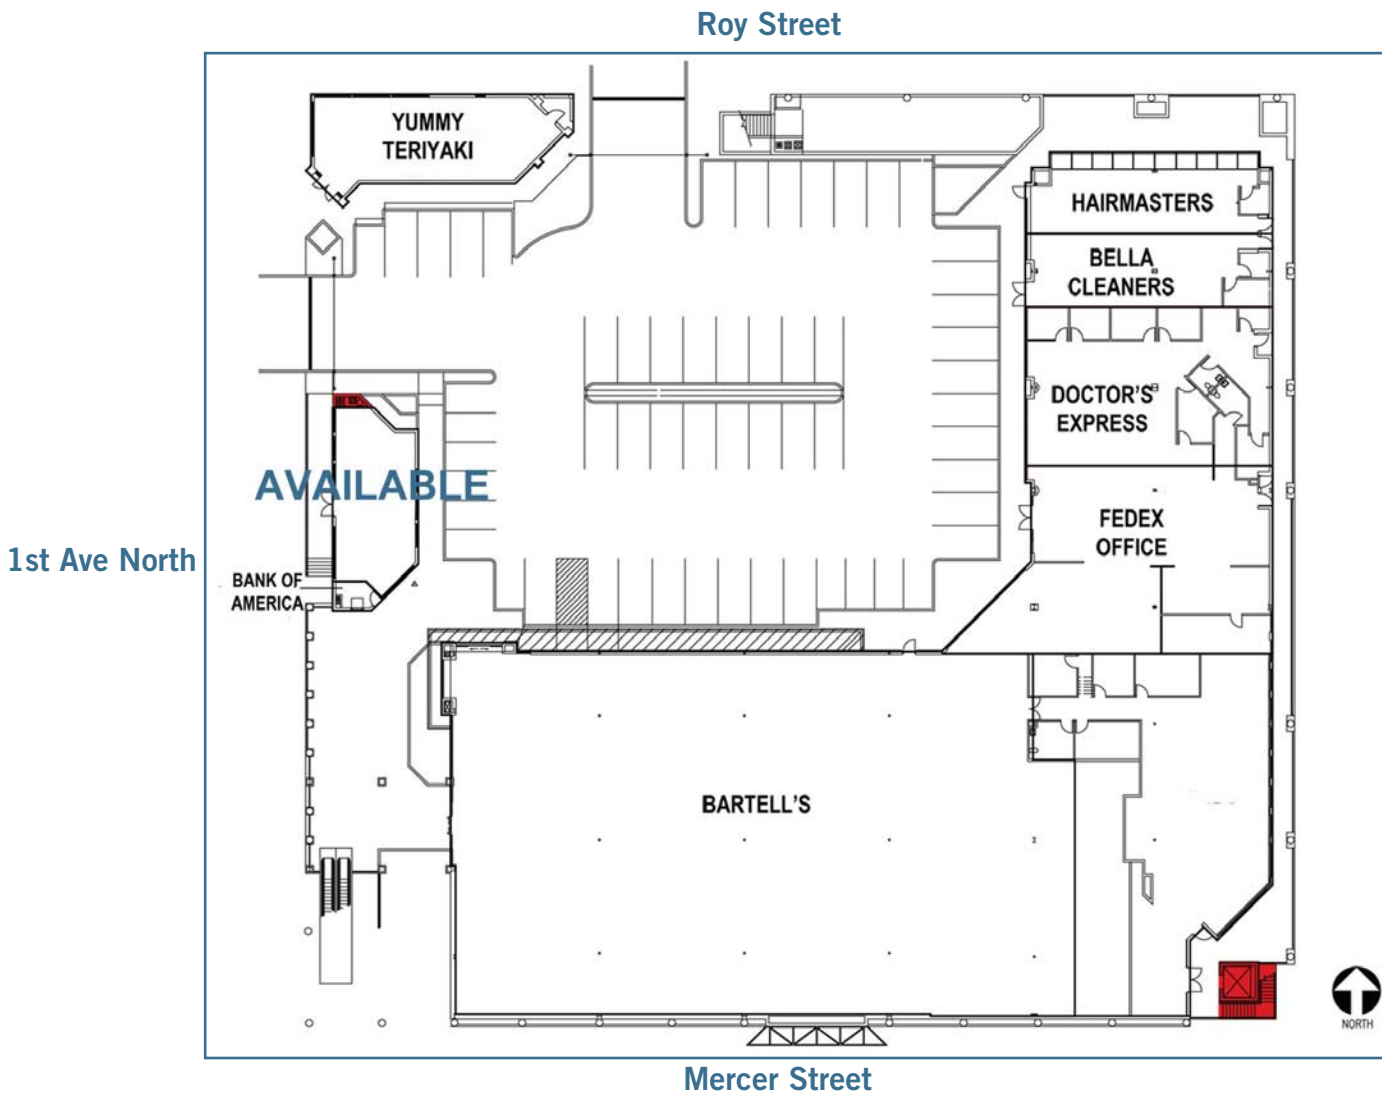 Roy Street
YUMMY
TERIYAKI
HAIRMASTERS
BELLA
CLEANERS
DOCTOR'S
EXPRESS
AVAILABLE
FEDEX
OFFICE
1st Ave North
BANK OF
AMERICA
BARTELL'S
NORTH
Mercer Street